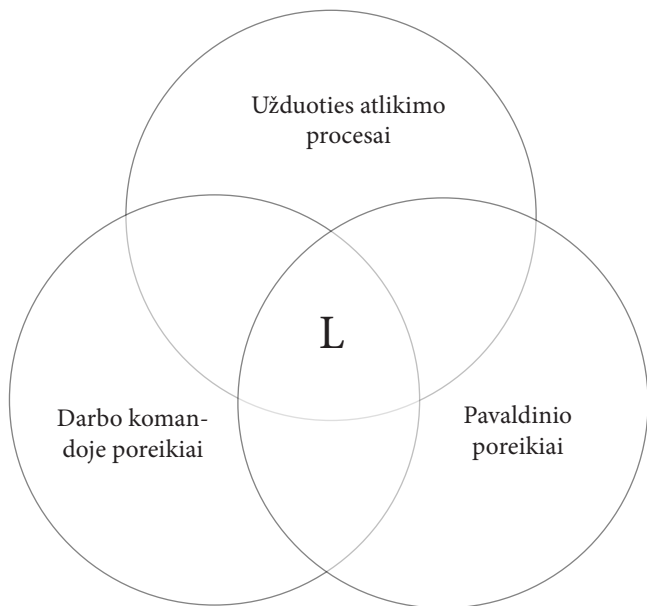 Užduoties atlikimo
procesai
L
Darbo koman-
doje poreikiai
Pavaldinio
poreikiai